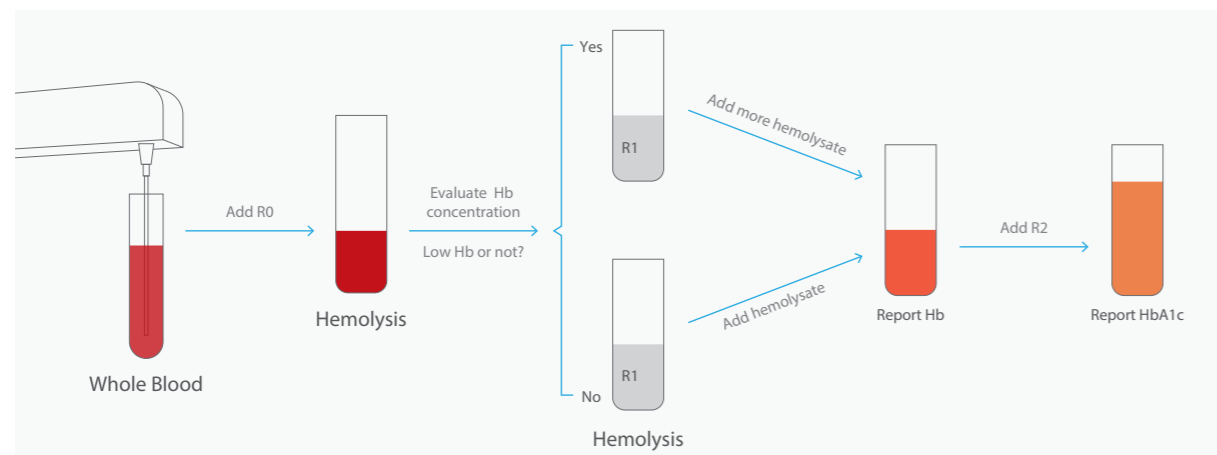 Whole Blood
Add R0
Hemolysis
Evaluate Hb
concentration
Low Hb or not?
Yes
R1
No
R1
Hemolysis
Add more hemolysate
Add hemolysate
Report Hb
Add R2
Report HbA1c